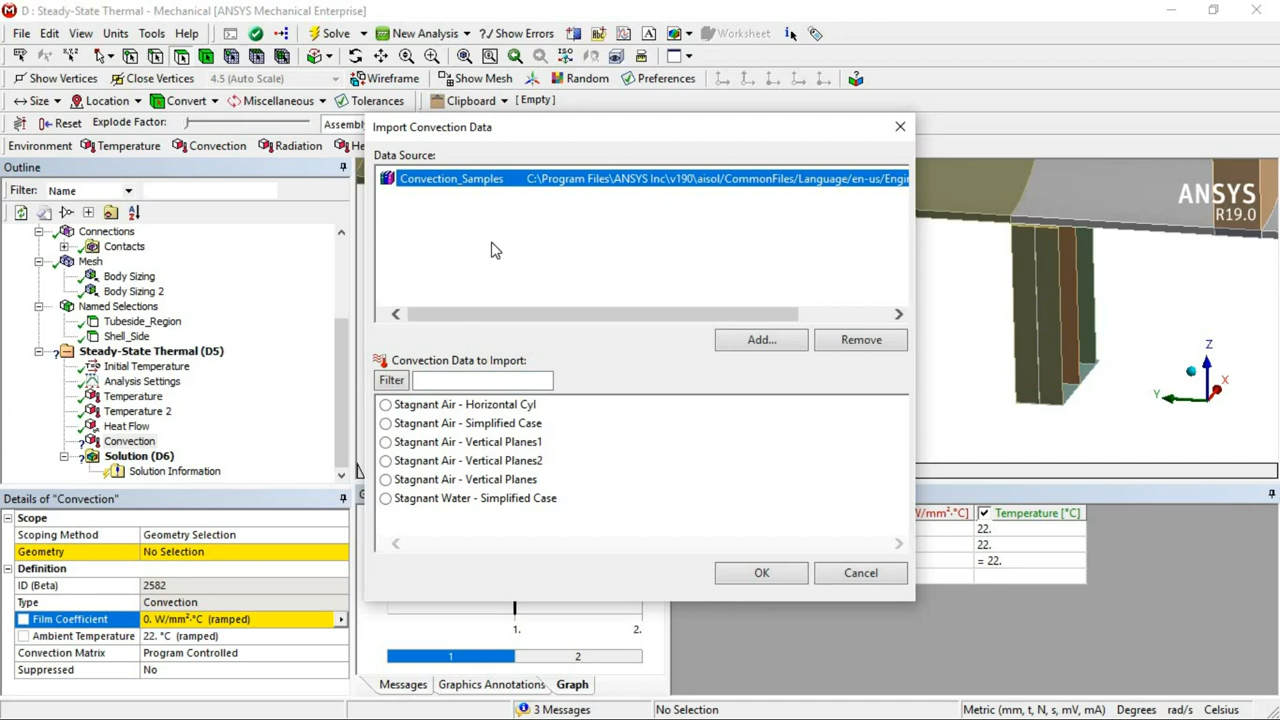 D : Steady-State Thermal - Mechanical [ANSYS Mechanical Enterprise]
File Edit View Units Tools Help Solve New Analysis ? Show Errors Worksheet
Show Vertices Close Vertices 4.5 (Auto Scale) Wireframe Show Mesh Random Preferences
Size Location Convert Miscellaneous Tolerances Clipboard [ Empty ]
Reset Explode Factor:
Environment Temperature Convection Radiation
Outline
Filter: Name
Connections
Contacts
Mesh
Body Sizing
Body Sizing 2
Named Selections
Tubeside_Region
Shell_Side
Steady-State Thermal (D5)
Initial Temperature
Analysis Settings
Temperature
Temperature 2
Heat Flow
Convection
Solution (D6)
Solution Information
Details of "Convection"
Scope
Scoping Method Geometry Selection
Geometry No Selection
Definition
ID (Beta) 2582
Type Convection
Film Coefficient 0. W/mm²·°C (ramped)
Ambient Temperature 22. °C (ramped)
Convection Matrix Program Controlled
Suppressed No
Import Convection Data
Data Source:
Convection_Samples C:\Program Files\ANSYS Inc\v190\aisol/CommonFiles/Language/en-us/Engi
Add... Remove
Convection Data to Import:
Filter
Stagnant Air - Horizontal Cyl
Stagnant Air - Simplified Case
Stagnant Air - Vertical Planes1
Stagnant Air - Vertical Planes2
Stagnant Air - Vertical Planes
Stagnant Water - Simplified Case
OK Cancel
ANSYS
R19.0
Z
X
Y
W/mm²·°C] Temperature [°C]
22.
22.
= 22.
1. 2.
1 2
Messages Graphics Annotations Graph
3 Messages No Selection Metric (mm, t, N, s, mV, mA) Degrees rad/s Celsius